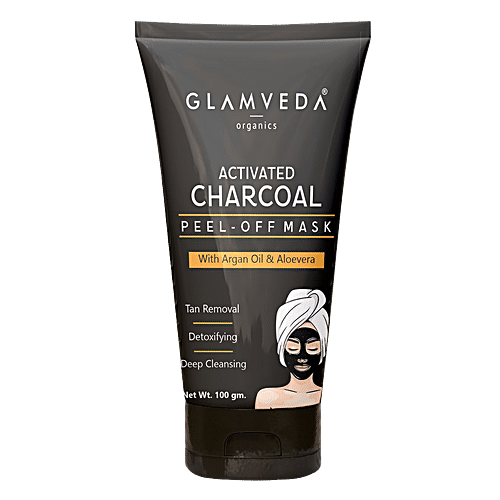 GLAMVEDA®
organics
ACTIVATED
CHARCOAL
PEEL-OFF MASK
With Argan Oil & Aloevera
Tan Removal
Detoxifying
Deep Cleansing
Net Wt. 100 gm.